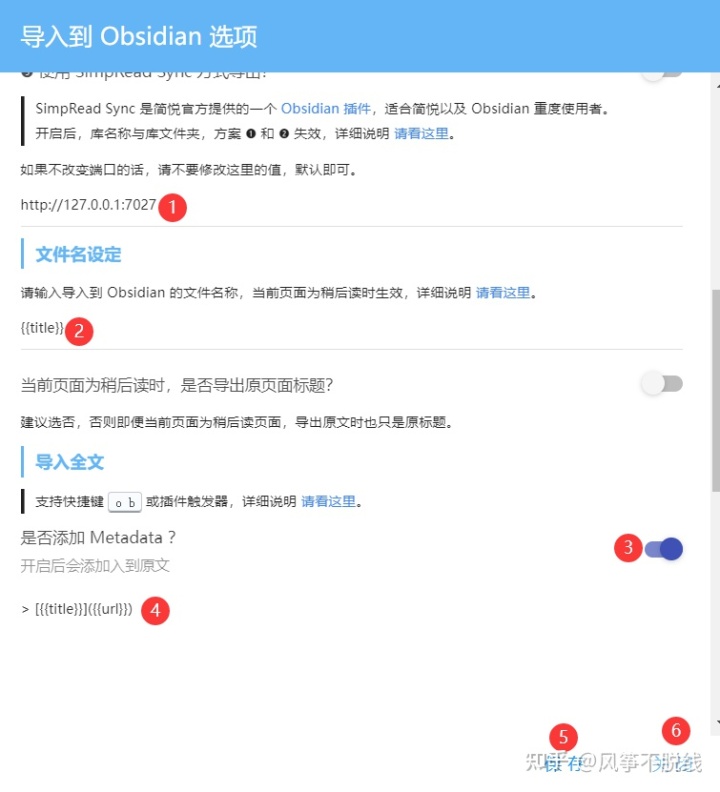 导入到 Obsidian 选项
❸ 使用 SimpRead Sync 方式导出？
SimpRead Sync 是简悦官方提供的一个 Obsidian 插件，适合简悦以及 Obsidian 重度使用者。
开启后，库名称与库文件夹，方案 ❶ 和 ❷ 失效，详细说明 请看这里。
如果不改变端口的话，请不要修改这里的值，默认即可。
http://127.0.0.1:7027 1
文件名设定
请输入导入到 Obsidian 的文件名称，当前页面为稍后读时生效，详细说明 请看这里。
{{title}} 2
当前页面为稍后读时，是否导出原页面标题？
建议选否，否则即便当前页面为稍后读页面，导出原文时也只是原标题。
导入全文
支持快捷键 o b 或插件触发器，详细说明 请看这里。
是否添加 Metadata ？
3
开启后会添加入到原文
> [{{title}}]({{url}}) 4
5 6
保存
知乎 @风筝不脱线